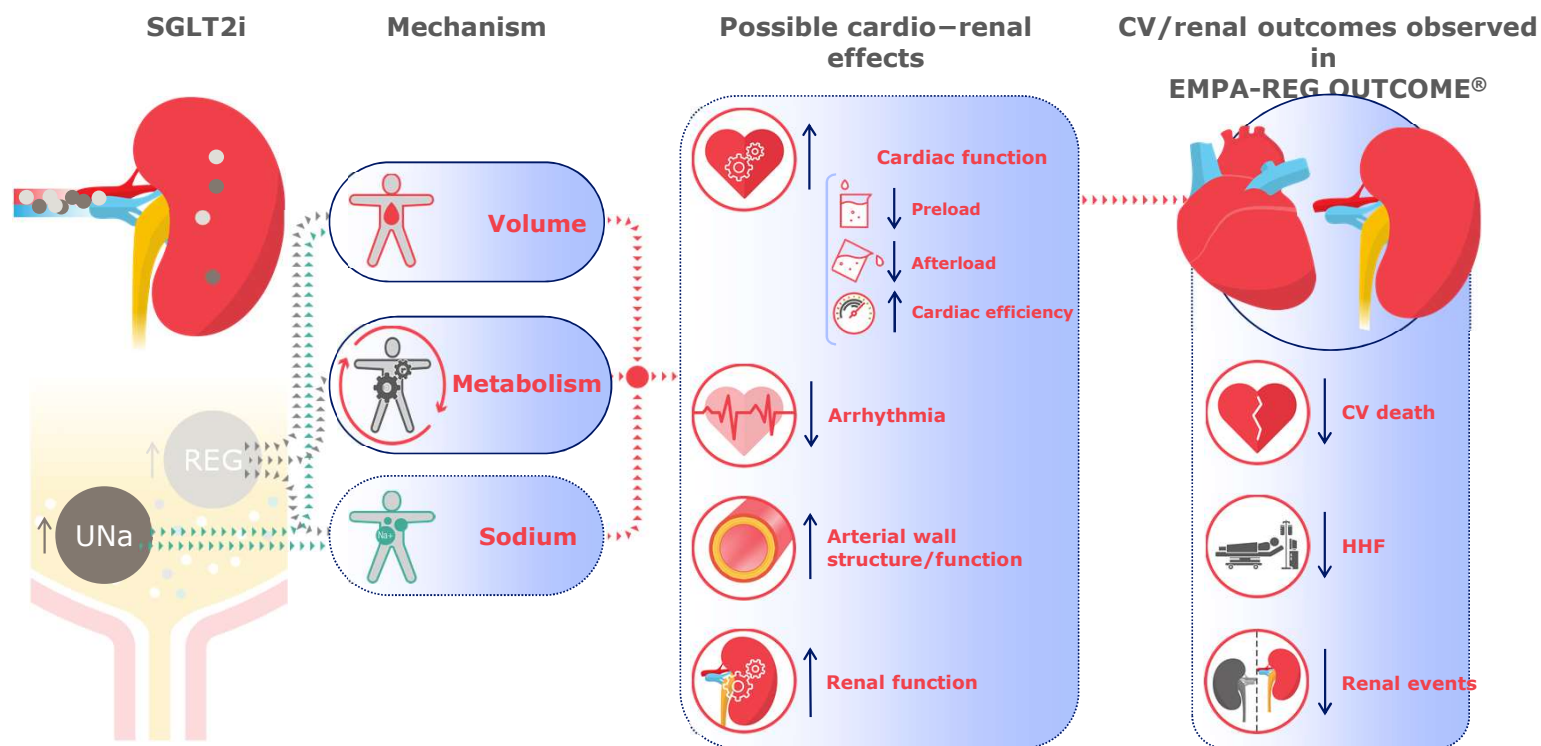 SGLT2i
Mechanism
Possible cardio–renal
effects
CV/renal outcomes observed
in
EMPA-REG OUTCOME®
REG
UNa
Volume
Metabolism
Na+
Sodium
Cardiac function
Preload
Afterload
Cardiac efficiency
Arrhythmia
Arterial wall
structure/function
Renal function
CV death
HHF
Renal events